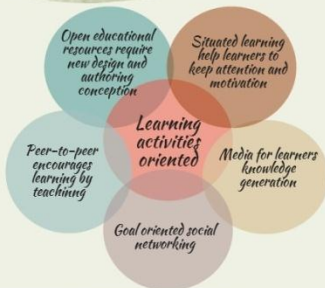 Open educational
resources require
new design and
authoring
conception
Situated learning
help learners to
keep attention and
motivation
Learning
activities
oriented
Peer-to-peer
encourages
learning by
teachinng
Media for learners
knowledge
generation
Goal oriented social
networking